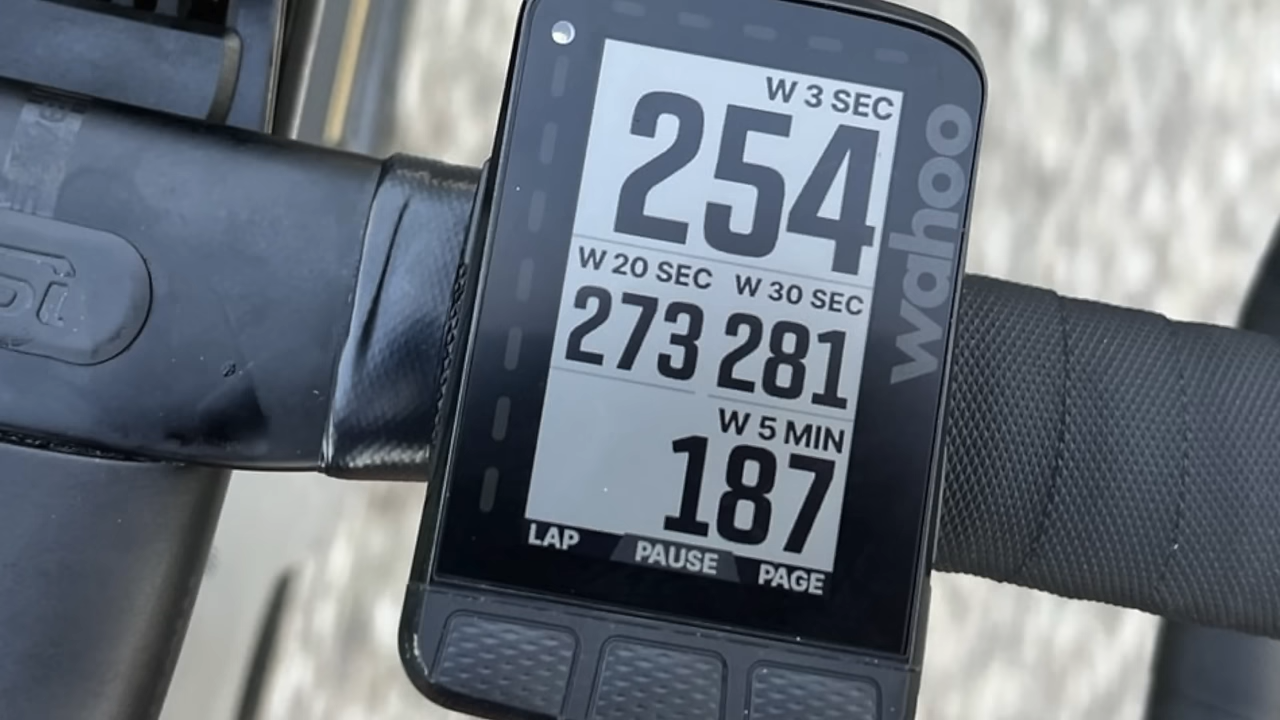 W 3 SEC
254
W 20 SEC W 30 SEC
273 281
W 5 MIN
187
LAP PAUSE PAGE
wahoo